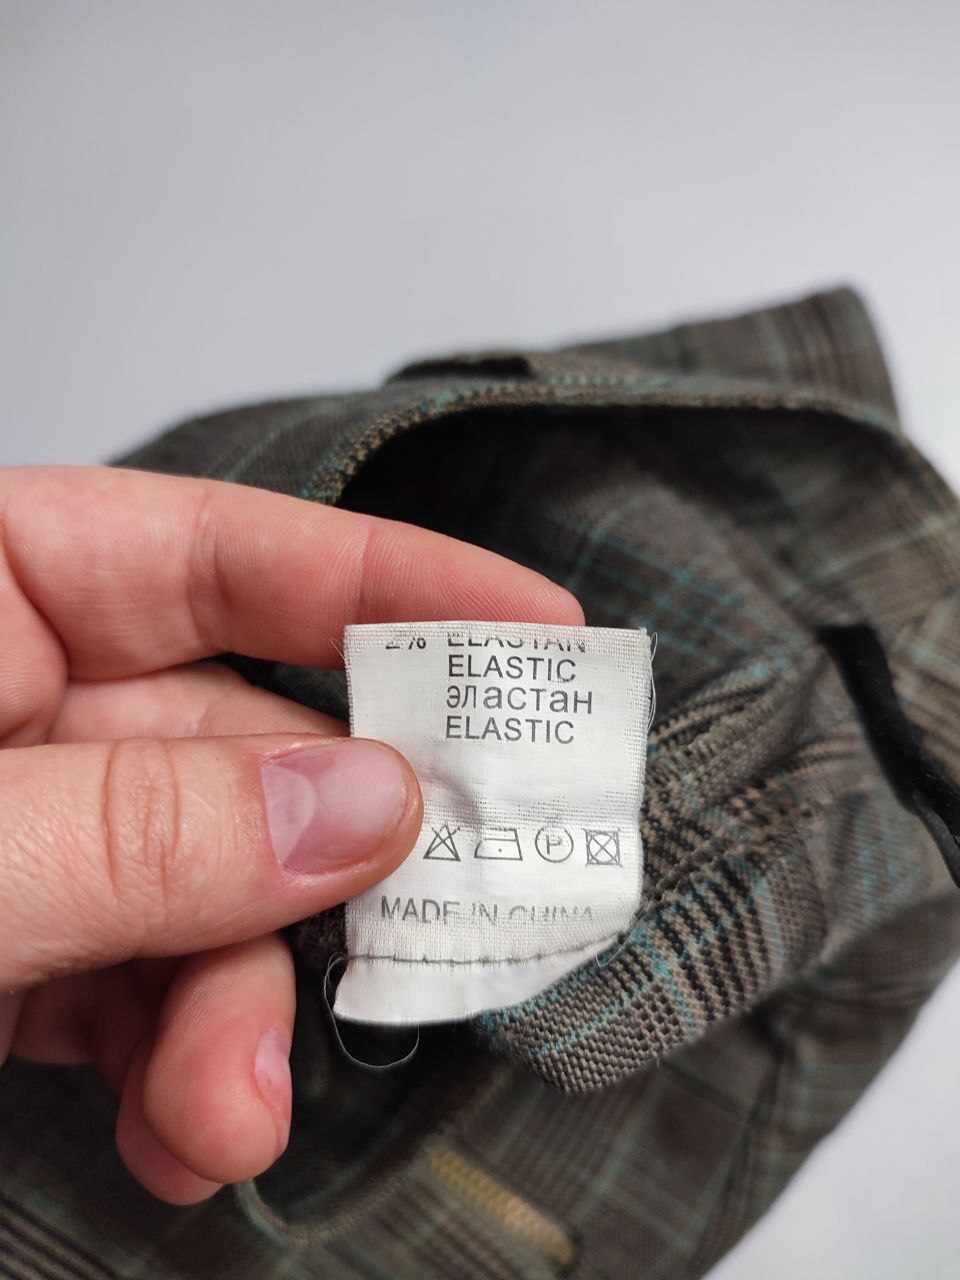 2% ELASTAN
ELASTIC
эластан
ELASTIC
P
MADE IN CHINA